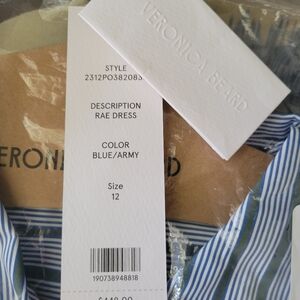 VERONICA BEARD
STYLE
2312PO382083
DESCRIPTION
RAE DRESS
COLOR
BLUE/ARMY
Size
12
190738948818